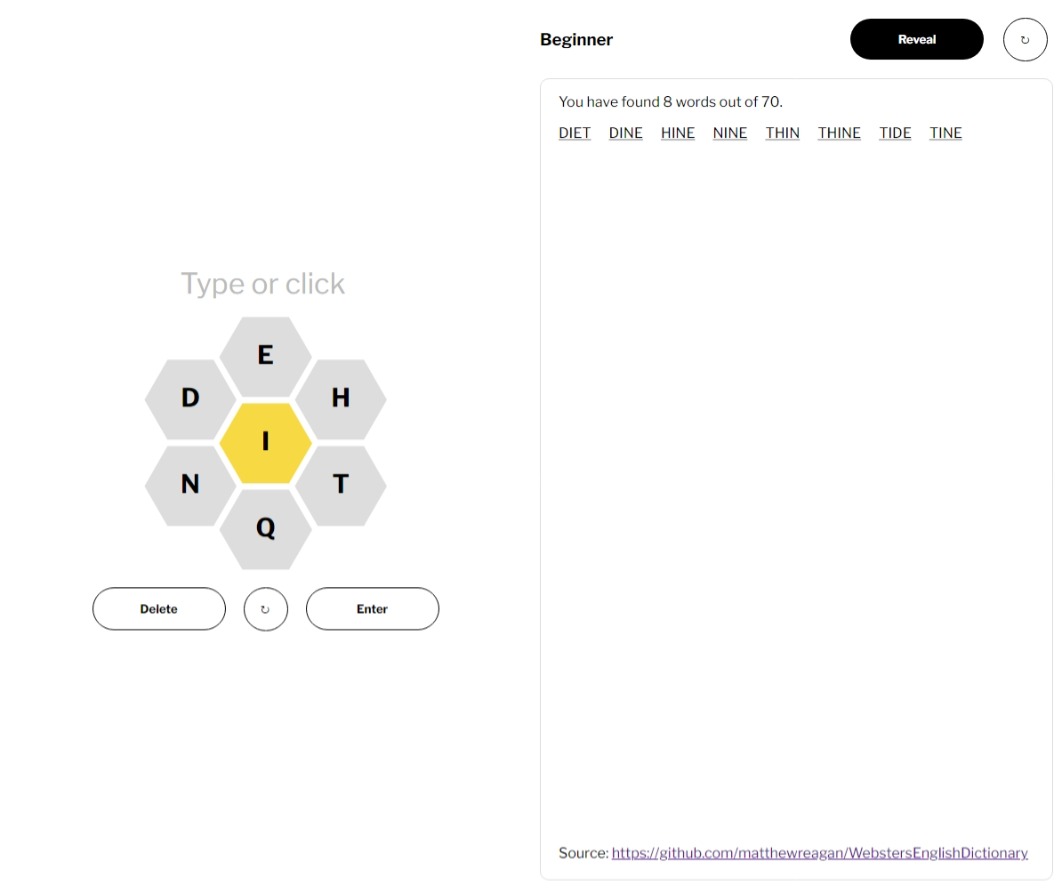 Beginner
Reveal
↻
You have found 8 words out of 70.
DIET DINE HINE NINE THIN THINE TIDE TINE
Type or click
E
D
H
I
N
T
Q
Delete
↻
Enter
Source: https://github.com/matthewreagan/WebstersEnglishDictionary